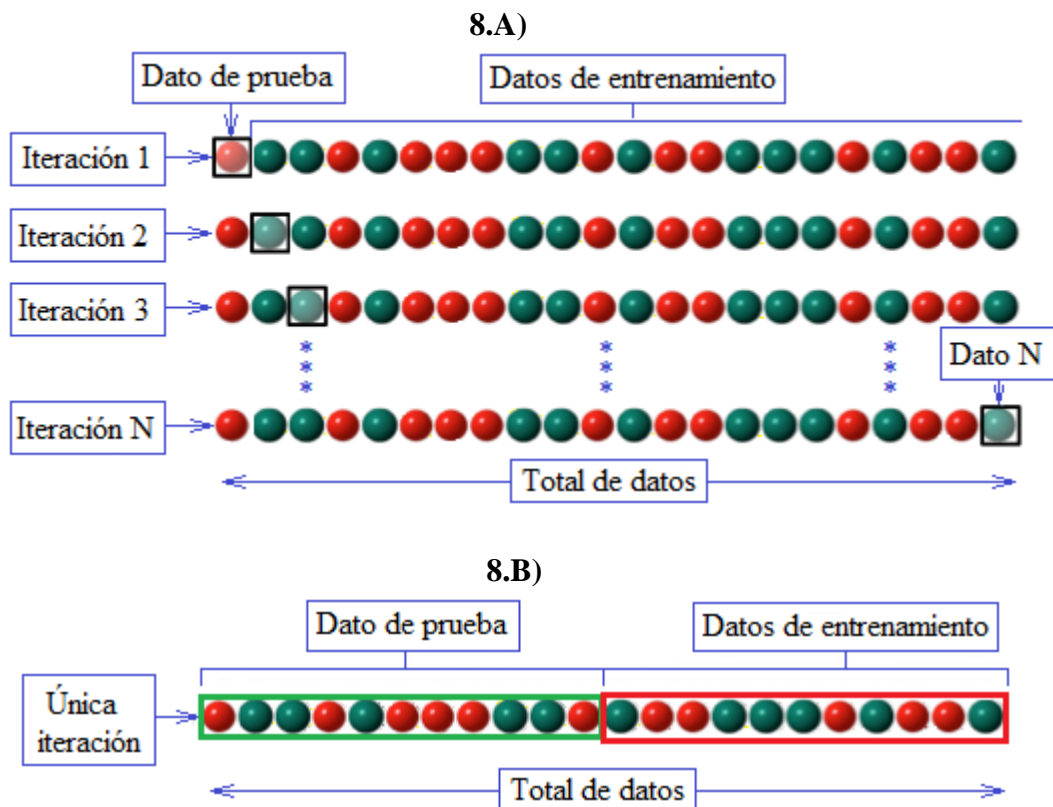 8.A)
Dato de prueba
Datos de entrenamiento
Iteración 1
Iteración 2
Iteración 3
* * *
* * *
* * *
Dato N
Iteración N
Total de datos
8.B)
Dato de prueba
Datos de entrenamiento
Única
iteración
Total de datos